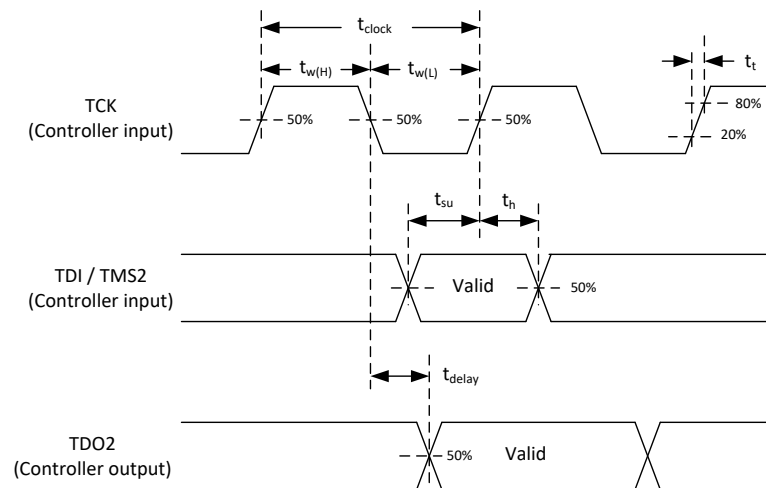 t_clock
t_w(H)
t_w(L)
t_t
TCK
(Controller input)
50%
50%
50%
80%
20%
t_su
t_h
TDI / TMS2
(Controller input)
Valid
50%
t_delay
TDO2
(Controller output)
50%
Valid